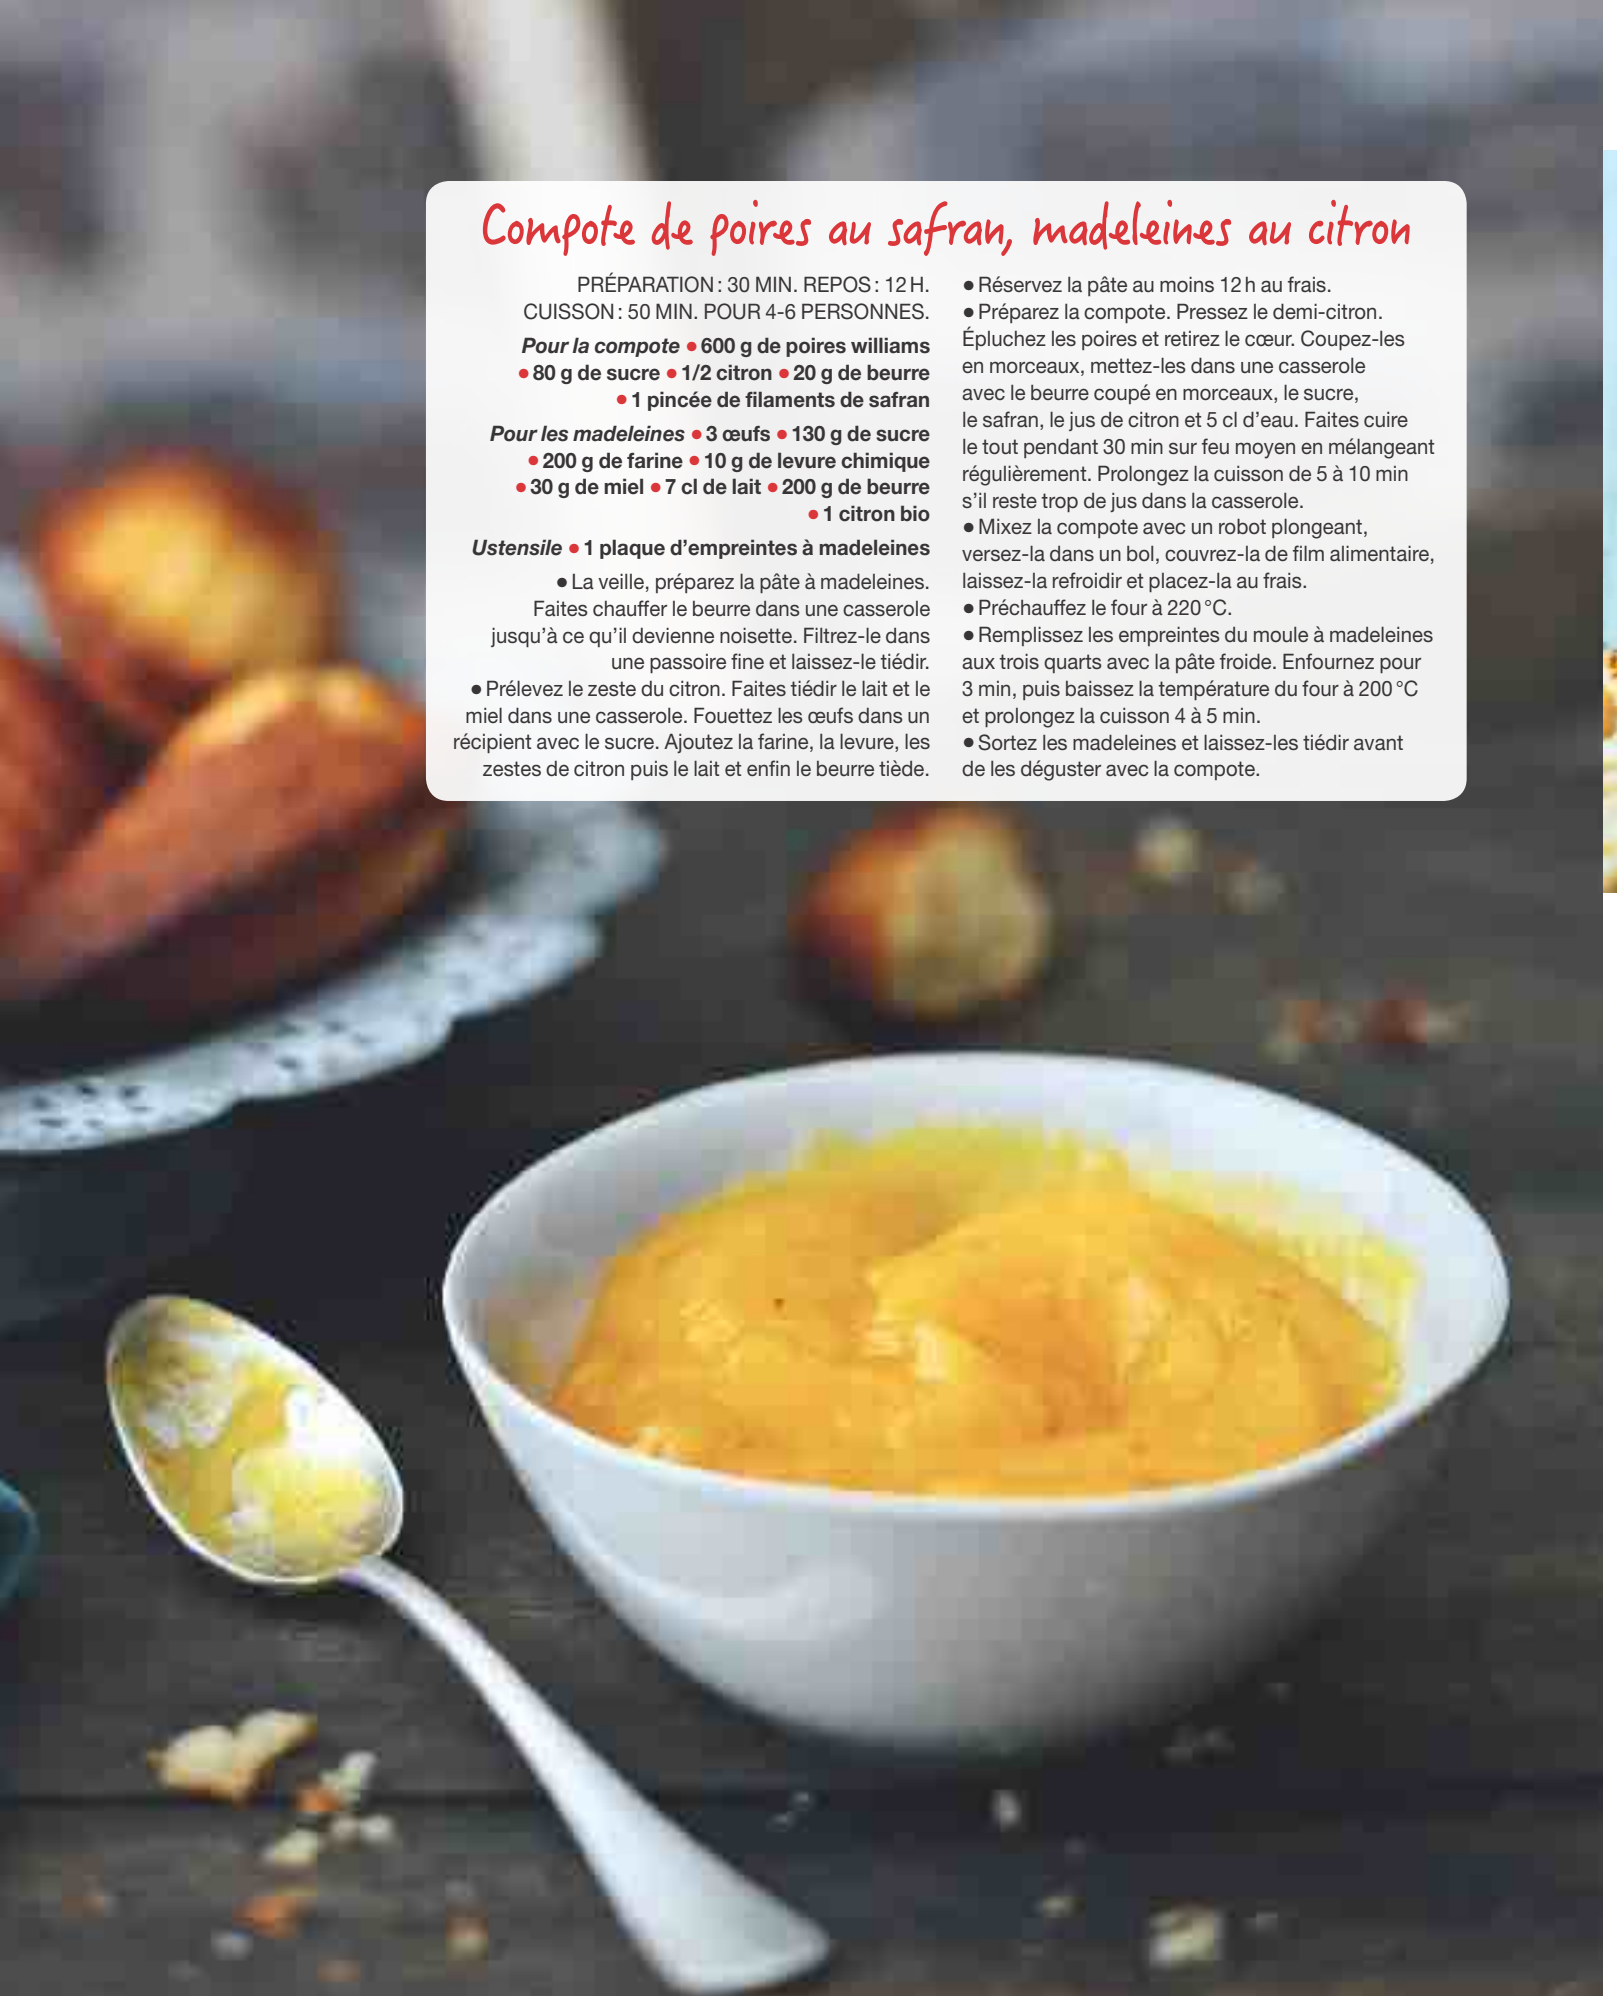 Compote de poires au safran, madeleines au citron
PRÉPARATION : 30 MIN. REPOS : 12 H.
CUISSON : 50 MIN. POUR 4-6 PERSONNES.
Pour la compote • 600 g de poires williams
• 80 g de sucre • 1/2 citron • 20 g de beurre
• 1 pincée de filaments de safran
Pour les madeleines • 3 œufs • 130 g de sucre
• 200 g de farine • 10 g de levure chimique
• 30 g de miel • 7 cl de lait • 200 g de beurre
• 1 citron bio
Ustensile • 1 plaque d’empreintes à madeleines
• La veille, préparez la pâte à madeleines.
Faites chauffer le beurre dans une casserole
jusqu’à ce qu’il devienne noisette. Filtrez-le dans
une passoire fine et laissez-le tiédir.
• Prélevez le zeste du citron. Faites tiédir le lait et le
miel dans une casserole. Fouettez les œufs dans un
récipient avec le sucre. Ajoutez la farine, la levure, les
zestes de citron puis le lait et enfin le beurre tiède.
• Réservez la pâte au moins 12 h au frais.
• Préparez la compote. Pressez le demi-citron.
Épluchez les poires et retirez le cœur. Coupez-les
en morceaux, mettez-les dans une casserole
avec le beurre coupé en morceaux, le sucre,
le safran, le jus de citron et 5 cl d’eau. Faites cuire
le tout pendant 30 min sur feu moyen en mélangeant
régulièrement. Prolongez la cuisson de 5 à 10 min
s’il reste trop de jus dans la casserole.
• Mixez la compote avec un robot plongeant,
versez-la dans un bol, couvrez-la de film alimentaire,
laissez-la refroidir et placez-la au frais.
• Préchauffez le four à 220 °C.
• Remplissez les empreintes du moule à madeleines
aux trois quarts avec la pâte froide. Enfournez pour
3 min, puis baissez la température du four à 200 °C
et prolongez la cuisson 4 à 5 min.
• Sortez les madeleines et laissez-les tiédir avant
de les déguster avec la compote.